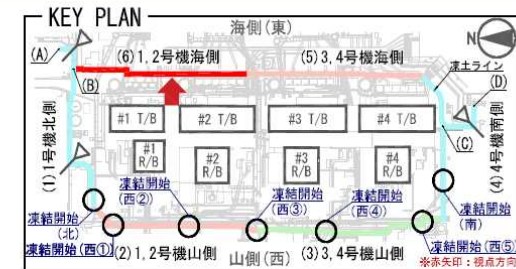 KEY PLAN
海側(東)
N
(A)
(6)1,2号機海側
(5)3,4号機海側
凍土ライン
(B)
(D)
#1 T/B
#2 T/B
#3 T/B
#4 T/B
(C)
#1
R/B
#2
R/B
#3
R/B
#4
R/B
(1)1号機北側
(4)4号機南側
凍結開始
(西②)
凍結開始
(西③)
凍結開始
(西④)
凍結開始
(北)
凍結開始
(南)
凍結開始(西①)
(2)1,2号機山側
(3)3,4号機山側
凍結開始(西⑤)
山側(西)
※赤矢印:視点方向